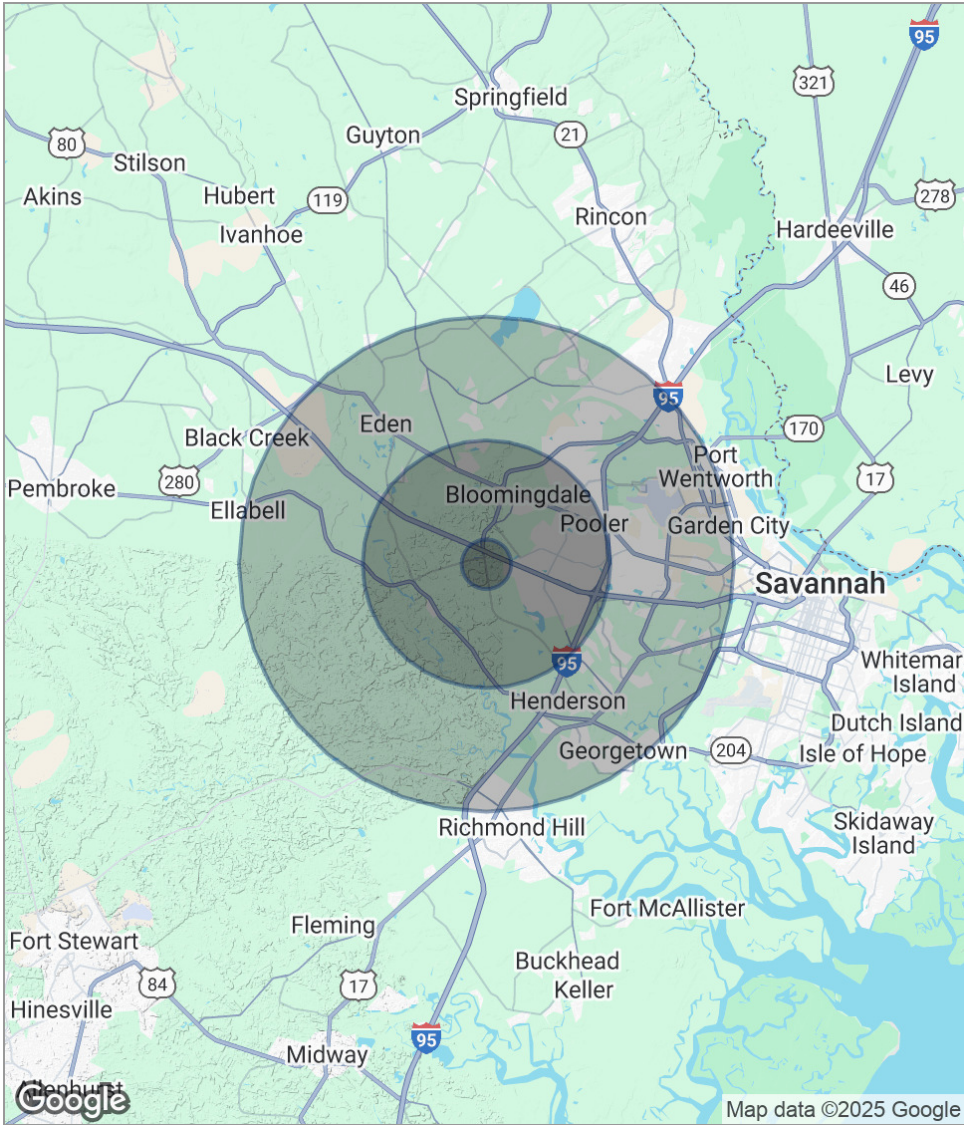 95
321
Springfield
21
80
Guyton
Stilson
Hubert
Akins
119
278
Rincon
Ivanhoe
Hardeeville
46
Levy
95
Eden
170
Black Creek
Port
Wentworth
17
280
Pembroke
Bloomingdale
Ellabell
Pooler
Garden City
Savannah
95
Whitemar
Island
Henderson
Dutch Island
Georgetown
204
Isle of Hope
Richmond Hill
Skidaway
Island
Fort McAllister
Fleming
Fort Stewart
Buckhead
Keller
84
17
Hinesville
95
Midway
Allenhurst
Google
Map data ©2025 Google